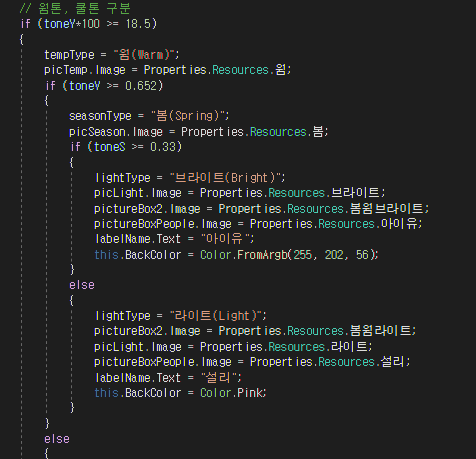 // 웜톤, 쿨톤 구분
if (toneY*100 >= 18.5)
{
tempType = "웜(Warm)";
picTemp.Image = Properties.Resources.웜;
if (toneY >= 0.652)
{
seasonType = "봄(Spring)";
picSeason.Image = Properties.Resources.봄;
if (toneS >= 0.33)
{
lightType = "브라이트(Bright)";
picLight.Image = Properties.Resources.브라이트;
pictureBox2.Image = Properties.Resources.봄웜브라이트;
pictureBoxPeople.Image = Properties.Resources.아이유;
labelName.Text = "아이유";
this.BackColor = Color.FromArgb(255, 202, 56);
}
else
{
lightType = "라이트(Light)";
pictureBox2.Image = Properties.Resources.봄웜라이트;
picLight.Image = Properties.Resources.라이트;
pictureBoxPeople.Image = Properties.Resources.설리;
labelName.Text = "설리";
this.BackColor = Color.Pink;
}
}
else
{